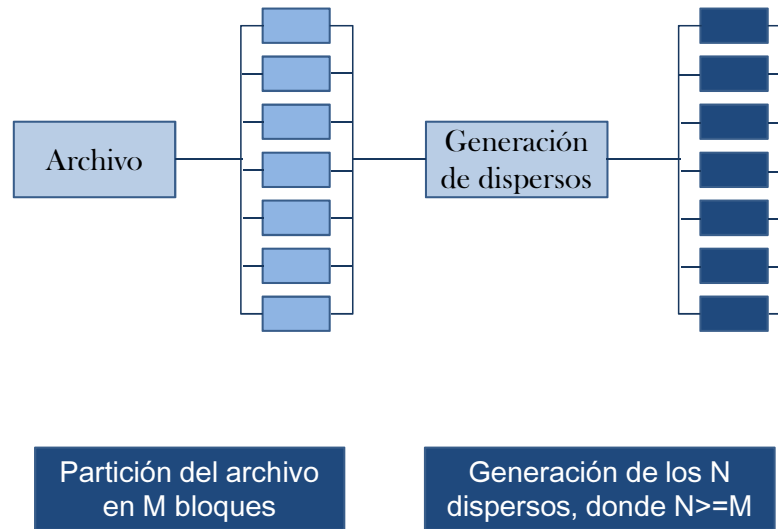 Archivo
Generación
de dispersos
Partición del archivo
en M bloques
Generación de los N
dispersos, donde N>=M